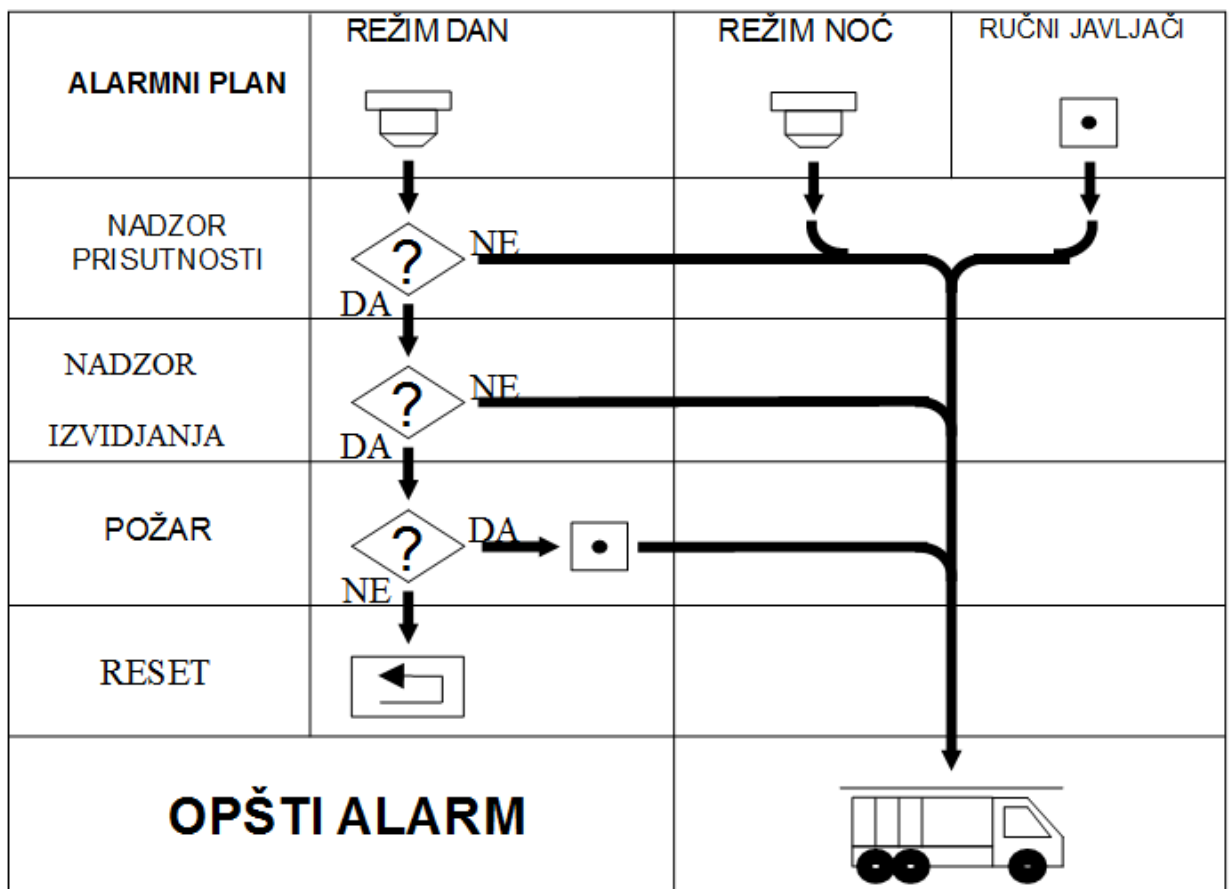 REŽIM DAN
REŽIM NOĆ
RUČNI JAVLJAČI
ALARMNI PLAN
NADZOR
PRISUTNOSTI
?
NE
DA
NADZOR
IZVIDJANJA
?
NE
DA
POŽAR
?
DA
NE
RESET
OPŠTI ALARM